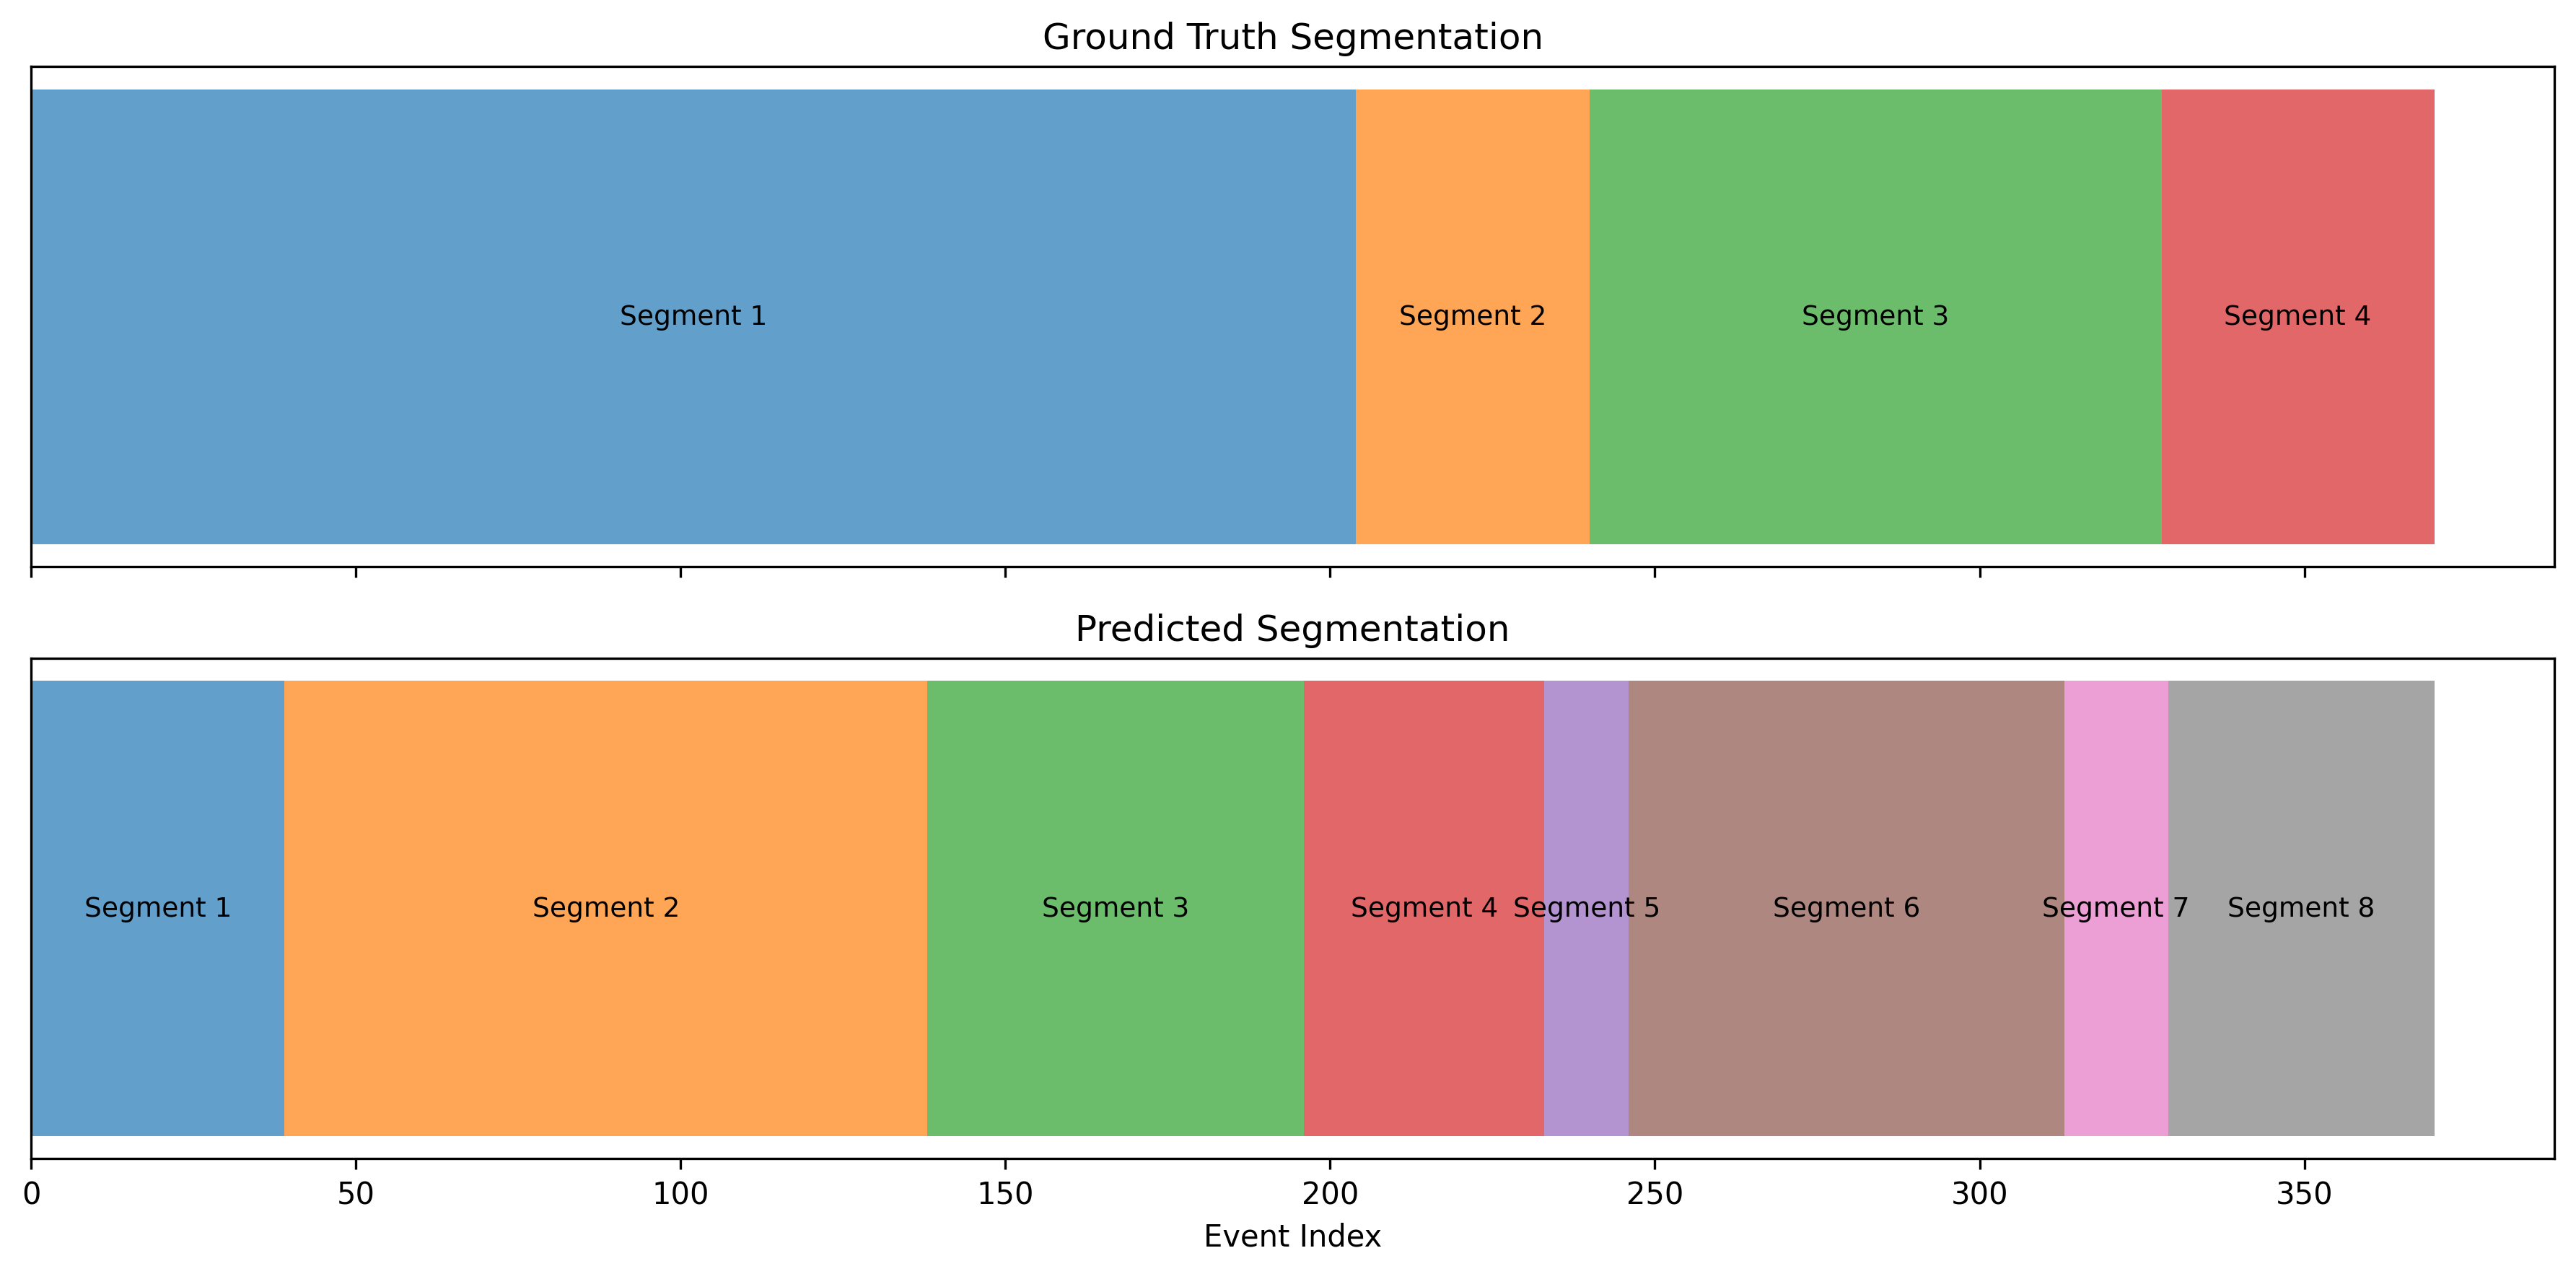 Ground Truth Segmentation
Segment 1 Segment 2 Segment 3 Segment 4
Predicted Segmentation
Segment 1 Segment 2 Segment 3 Segment 4 Segment 5 Segment 6 Segment 7 Segment 8
0 50 100 150 200 250 300 350
Event Index